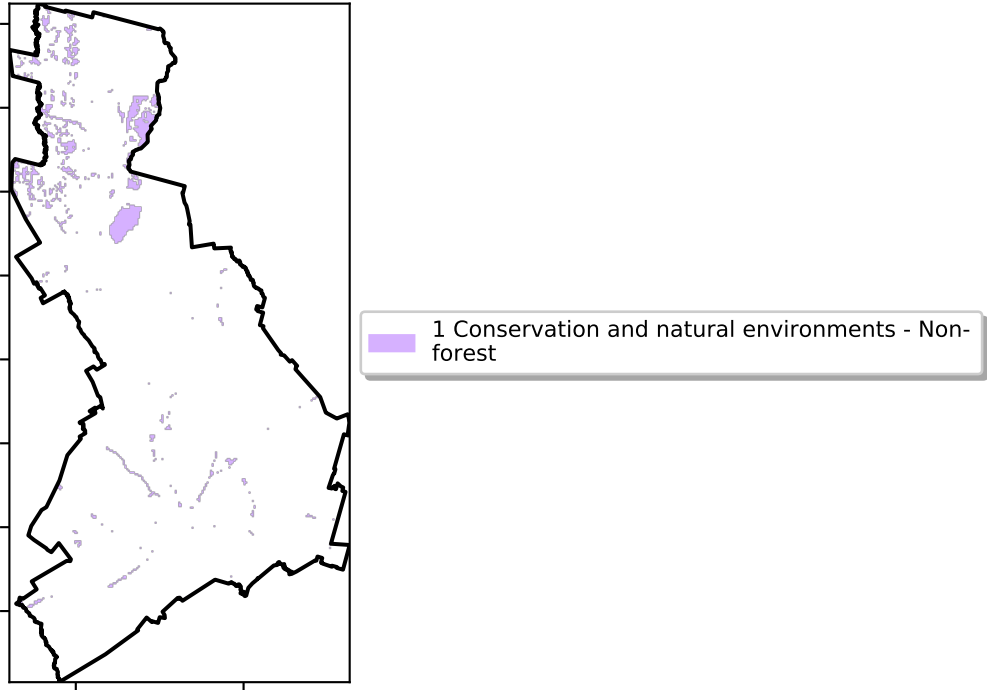 1 Conservation and natural environments - Non-
forest